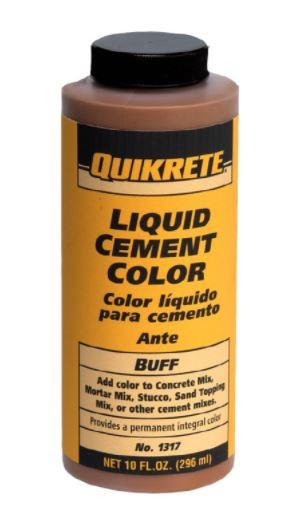 QUIKRETE
LIQUID
CEMENT
COLOR
Color líquido
para cemento
Ante
BUFF
Add color to Concrete Mix,
Mortar Mix, Stucco, Sand Topping
Mix, or other cement mixes.
Provides a permanent integral color
No. 1317
NET 10 FL.OZ. (296 ml)